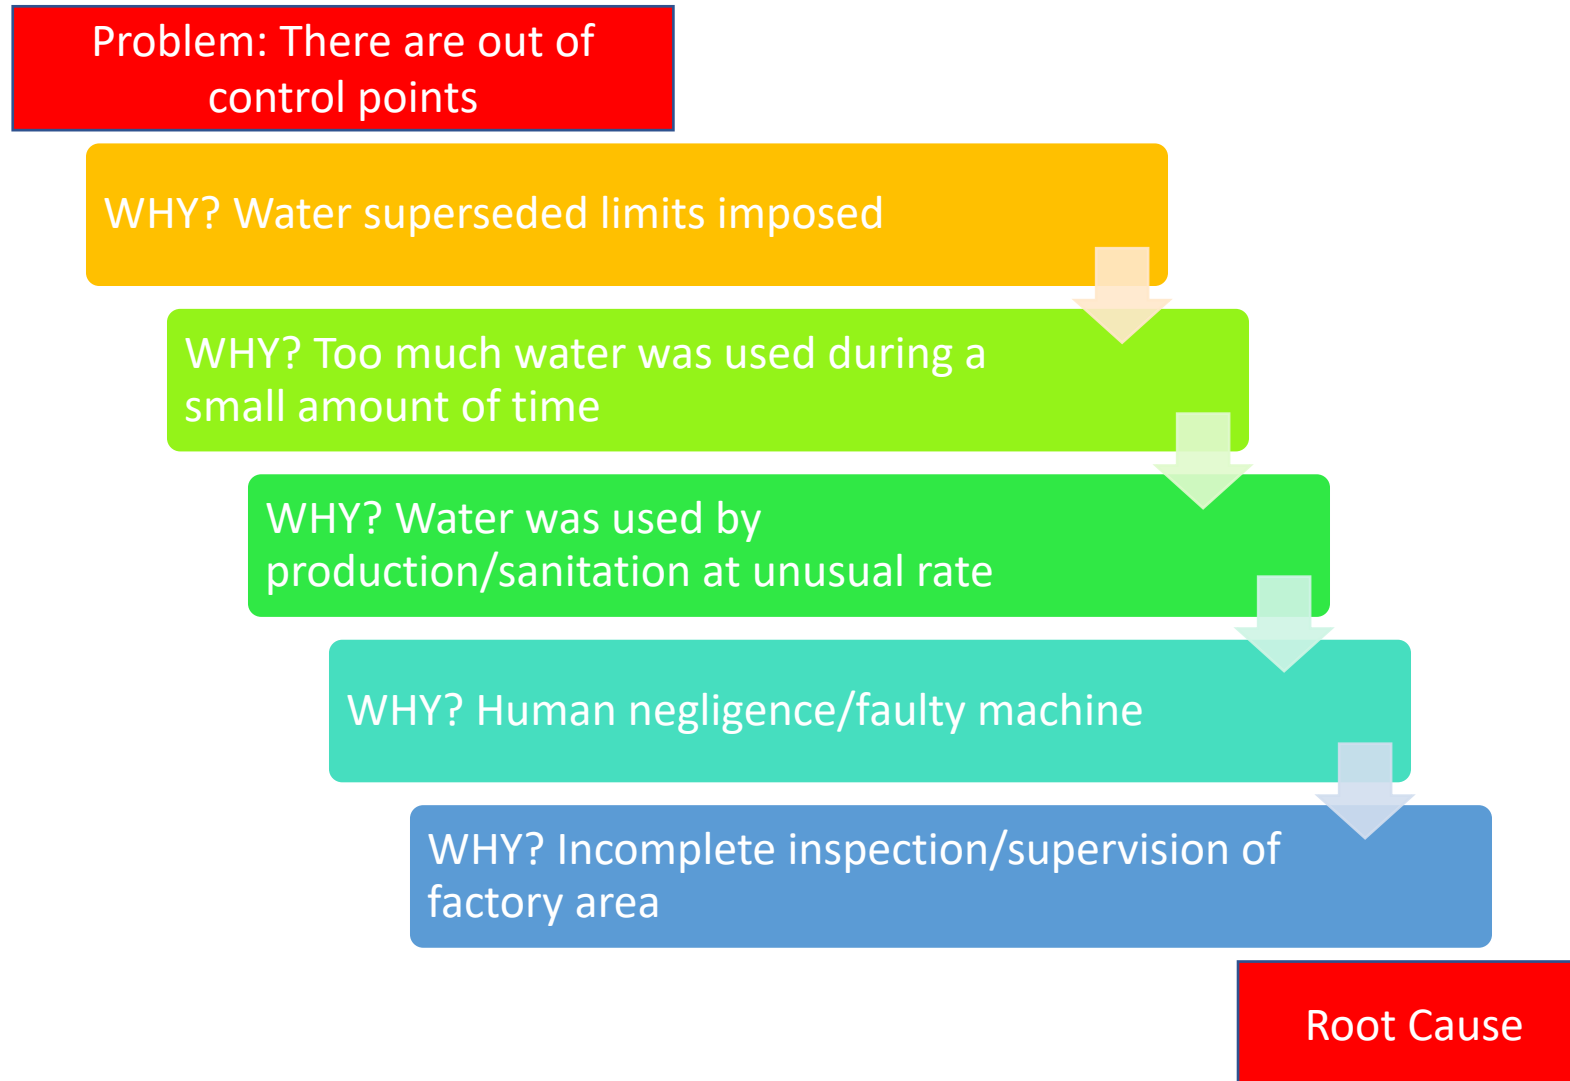 Problem: There are out of
control points
WHY? Water superseded limits imposed
WHY? Too much water was used during a
small amount of time
WHY? Water was used by
production/sanitation at unusual rate
WHY? Human negligence/faulty machine
WHY? Incomplete inspection/supervision of
factory area
Root Cause